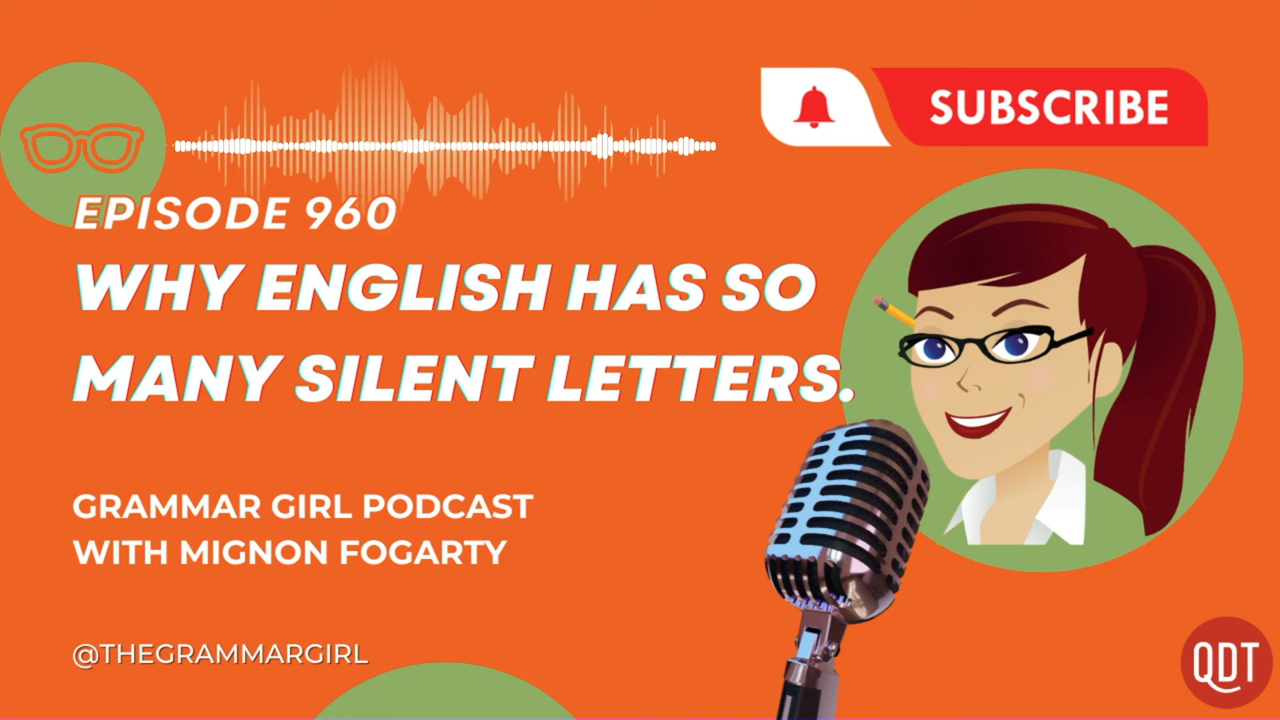 SUBSCRIBE
EPISODE 960
WHY ENGLISH HAS SO
MANY SILENT LETTERS.
GRAMMAR GIRL PODCAST
WITH MIGNON FOGARTY
@THEGRAMMARGIRL
QDT